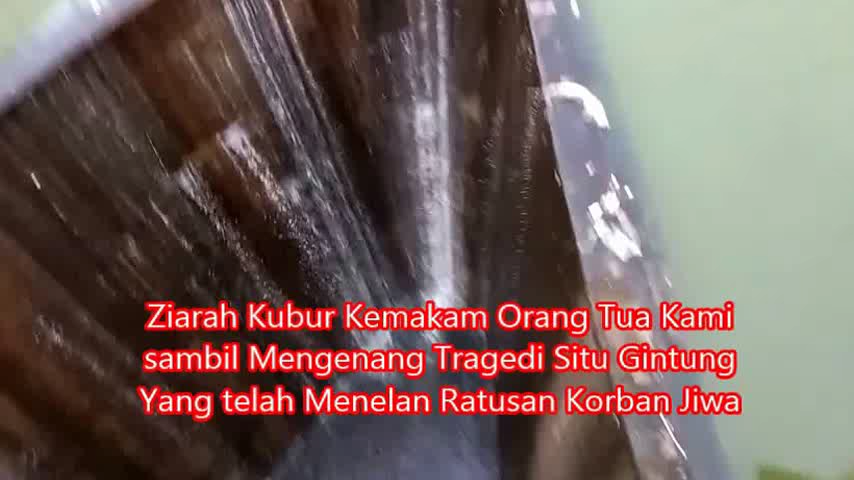 Ziarah Kubur Kemakam Orang Tua Kami
sambil Mengenang Tragedi Situ Gintung
Yang telah Menelan Ratusan Korban Jiwa